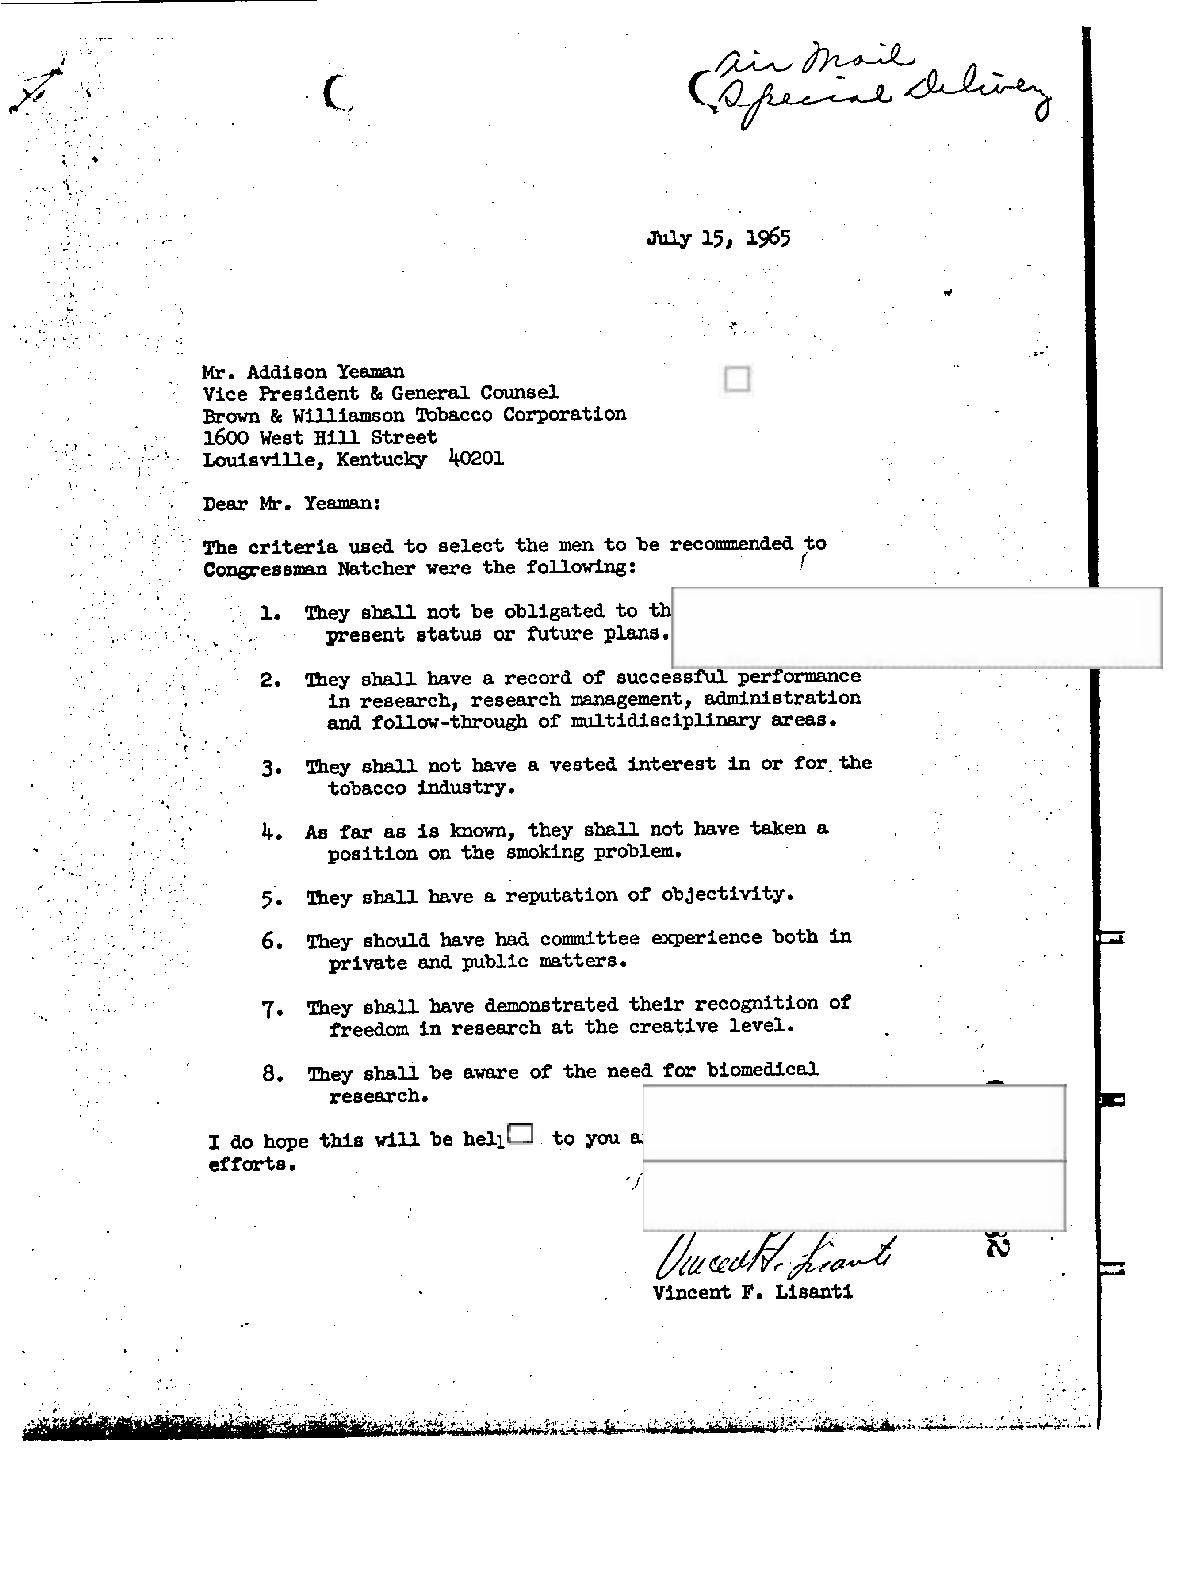 Air Mail
Special Delivery
July 15, 1965
Mr. Addison Yeaman
Vice President & General Counsel
Brown & Williamson Tobacco Corporation
1600 West Hill Street
Louisville, Kentucky 40201
Dear Mr. Yeaman:
The criteria used to select the men to be recommended to
Congressman Natcher were the following:
1. They shall not be obligated to
present status or future plans.
2. They shall have a record of successful performance
in research, research management, administration
and follow-through of multidisciplinary areas.
3. They shall not have a vested interest in or for the
tobacco industry.
4. As far as is known, they shall not have taken a
position on the smoking problem.
5. They shall have a reputation of objectivity.
6. They should have had committee experience both in
private and public matters.
7. They shall have demonstrated their recognition of
freedom in research at the creative level.
8. They shall be aware of the need for biomedical
research.
I do hope this will be to you
efforts.
Vincent F. Lisanti
Vincent F. Lisanti